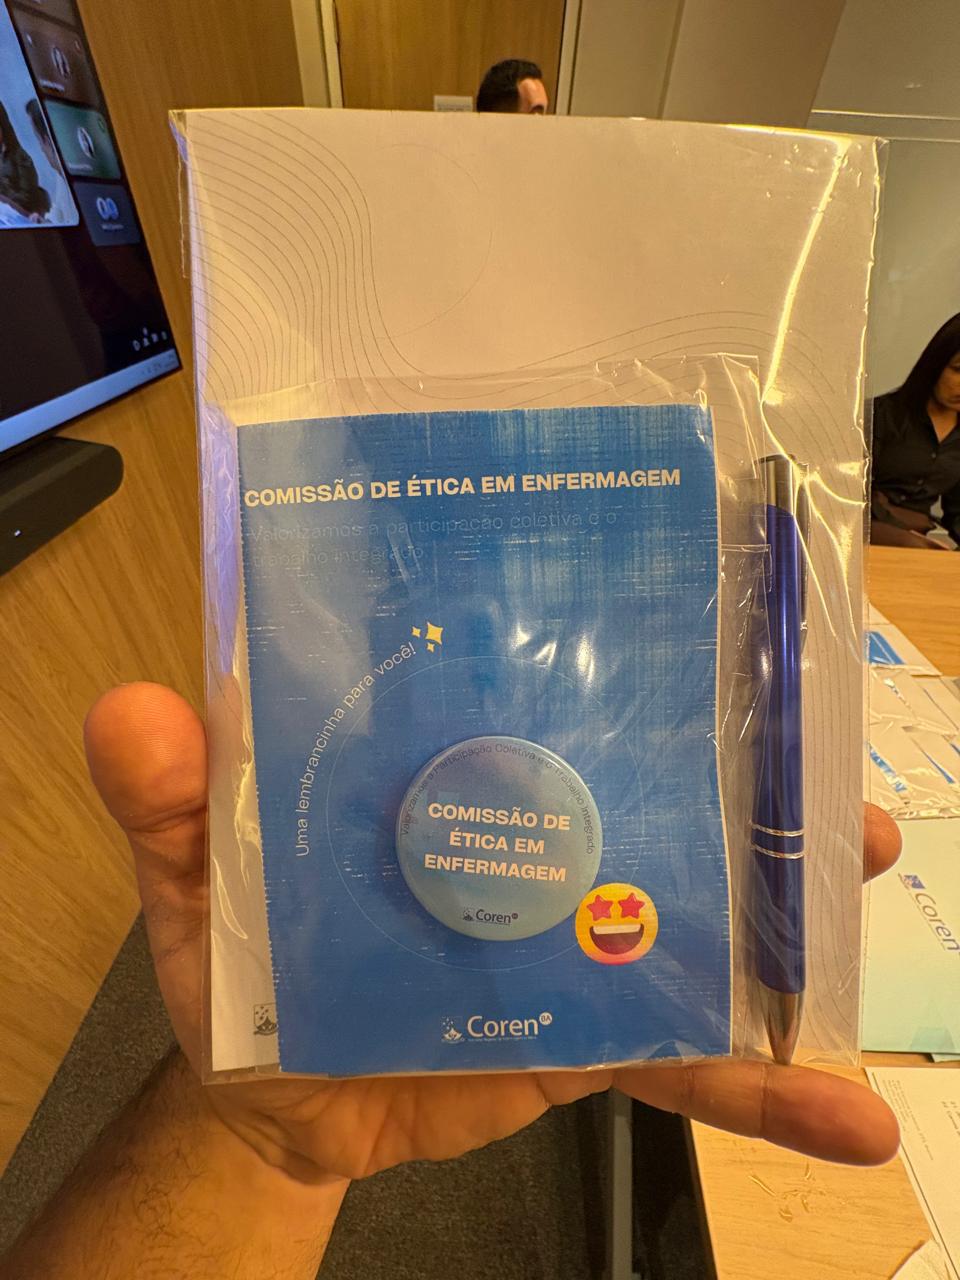 COMISSÃO DE ÉTICA EM ENFERMAGEM
Valorizamos a participação coletiva e o
trabalho integrado
Uma lembrancinha para você!
Valorizamos a Participação Coletiva e o Trabalho Integrado
COMISSÃO DE
ÉTICA EM
ENFERMAGEM
Coren
Coren BA
Coren